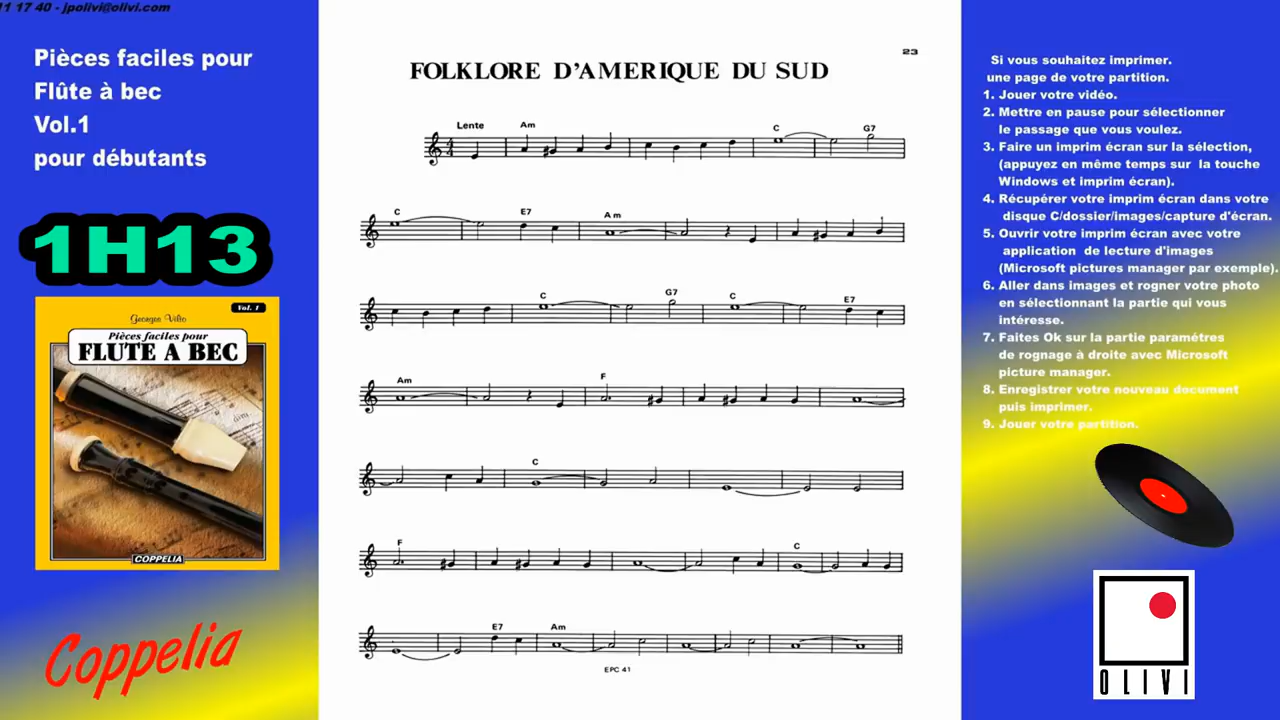 11 17 40 - jpolivi@olivi.com
Pièces faciles pour
Flûte à bec
Vol.1
pour débutants
1H13
Vol. 1
Georges Vilto
Pièces faciles pour
FLUTE A BEC
COPPELIA
Coppelia
23
FOLKLORE D'AMERIQUE DU SUD
Lente Am C G7
4
4
C E7 Am
C G7 C E7
Am F
C
F C
E7 Am
EPC 41
Si vous souhaitez imprimer.
une page de votre partition.
1. Jouer votre vidéo.
2. Mettre en pause pour sélectionner
le passage que vous voulez.
3. Faire un imprim écran sur la sélection,
(appuyez en même temps sur la touche
Windows et imprim écran).
4. Récupérer votre imprim écran dans votre
disque C/dossier/images/capture d'écran.
5. Ouvrir votre imprim écran avec votre
application de lecture d'images
(Microsoft pictures manager par exemple).
6. Aller dans images et rogner votre photo
en sélectionnant la partie qui vous
intéresse.
7. Faites Ok sur la partie paramétres
de rognage à droite avec Microsoft
picture manager.
8. Enregistrer votre nouveau document
puis imprimer.
9. Jouer votre partition.
OLIVI